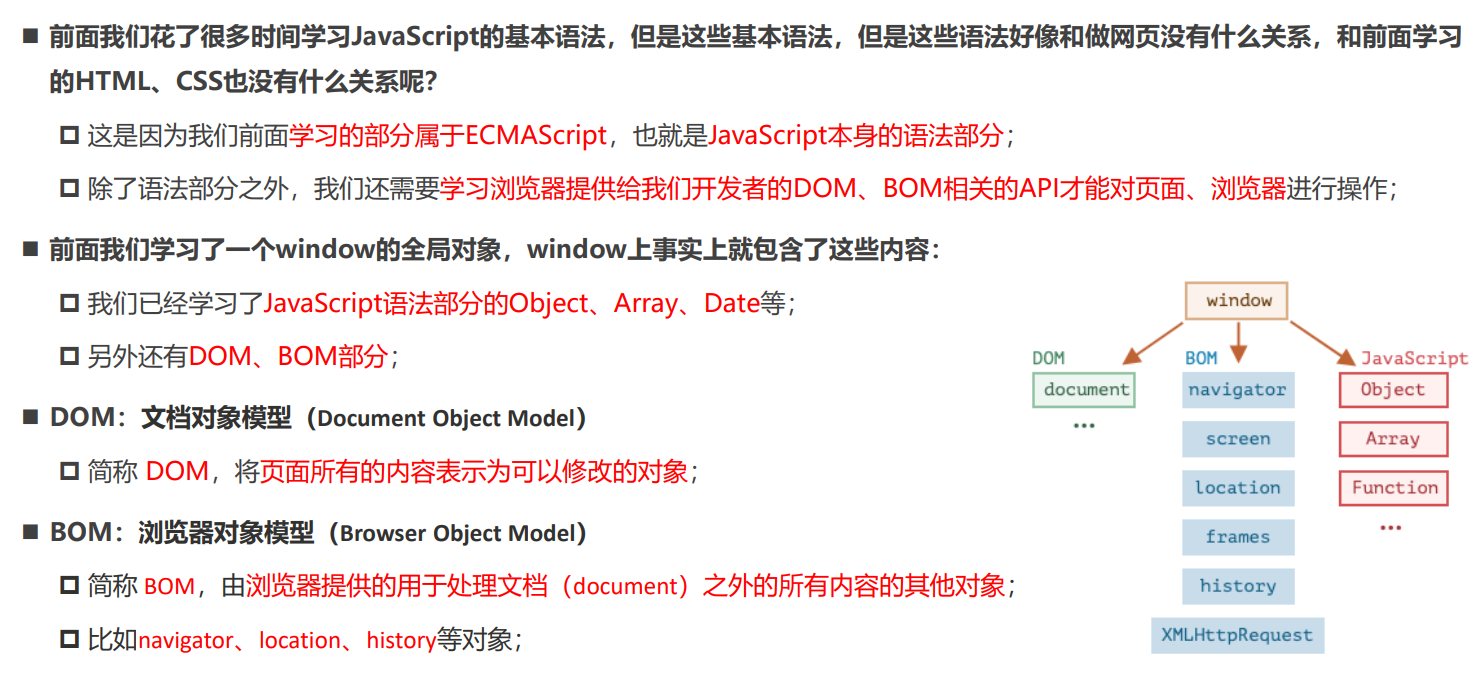 前面我们花了很多时间学习JavaScript的基本语法，但是这些基本语法，但是这些语法好像和做网页没有什么关系，和前面学习
的HTML、CSS也没有什么关系呢？
这是因为我们前面学习的部分属于ECMAScript，也就是JavaScript本身的语法部分；
除了语法部分之外，我们还需要学习浏览器提供给我们开发者的DOM、BOM相关的API才能对页面、浏览器进行操作；
前面我们学习了一个window的全局对象，window上事实上就包含了这些内容：
我们已经学习了JavaScript语法部分的Object、Array、Date等；
另外还有DOM、BOM部分；
DOM：文档对象模型（Document Object Model）
简称 DOM，将页面所有的内容表示为可以修改的对象；
BOM：浏览器对象模型（Browser Object Model）
简称 BOM，由浏览器提供的用于处理文档（document）之外的所有内容的其他对象；
比如navigator、location、history等对象；
window
DOM
BOM
JavaScript
document
navigator
Object
...
screen
Array
location
Function
frames
...
history
XMLHttpRequest